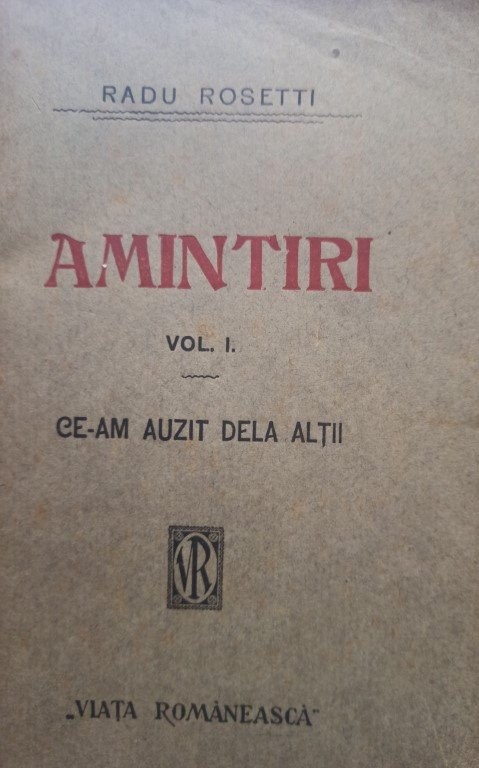 RADU ROSETTI
AMINTIRI
VOL. I.
CE-AM AUZIT DELA ALȚII
VR
„VIAȚA ROMÂNEASCĂ"